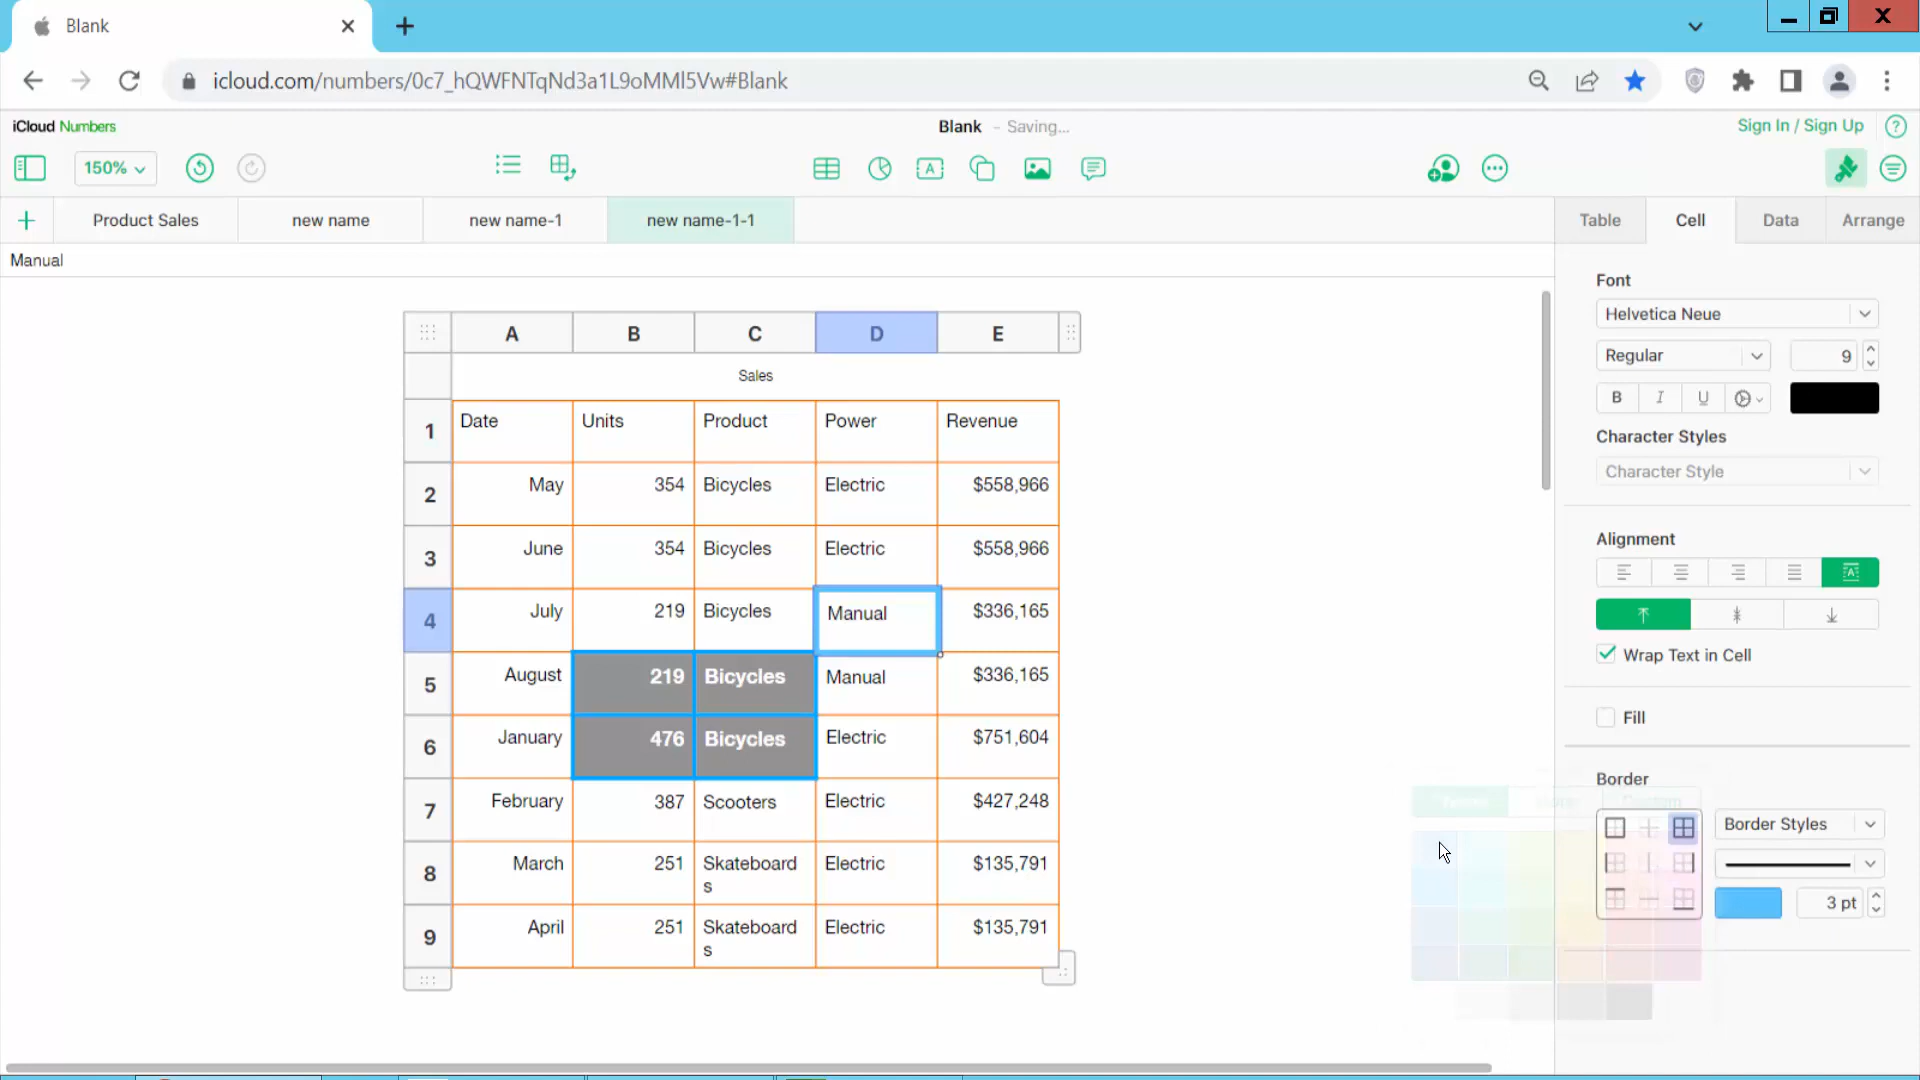 Blank
icloud.com/numbers/0c7_hQWFNTqNd3a1L9oMMl5Vw#Blank
iCloud Numbers
Blank - Saving...
Sign In / Sign Up
?
150%
Product Sales
new name
new name-1
new name-1-1
Table
Cell
Data
Arrange
Manual
A B C D E
Sales
1 Date Units Product Power Revenue
2 May 354 Bicycles Electric $558,966
3 June 354 Bicycles Electric $558,966
4 July 219 Bicycles Manual $336,165
5 August 219 Bicycles Manual $336,165
6 January 476 Bicycles Electric $751,604
7 February 387 Scooters Electric $427,248
8 March 251 Skateboard Electric $135,791
s
9 April 251 Skateboard Electric $135,791
s
Font
Helvetica Neue
Regular
9
B I U
Character Styles
Character Style
Alignment
Wrap Text in Cell
Fill
Border
Border Styles
3 pt